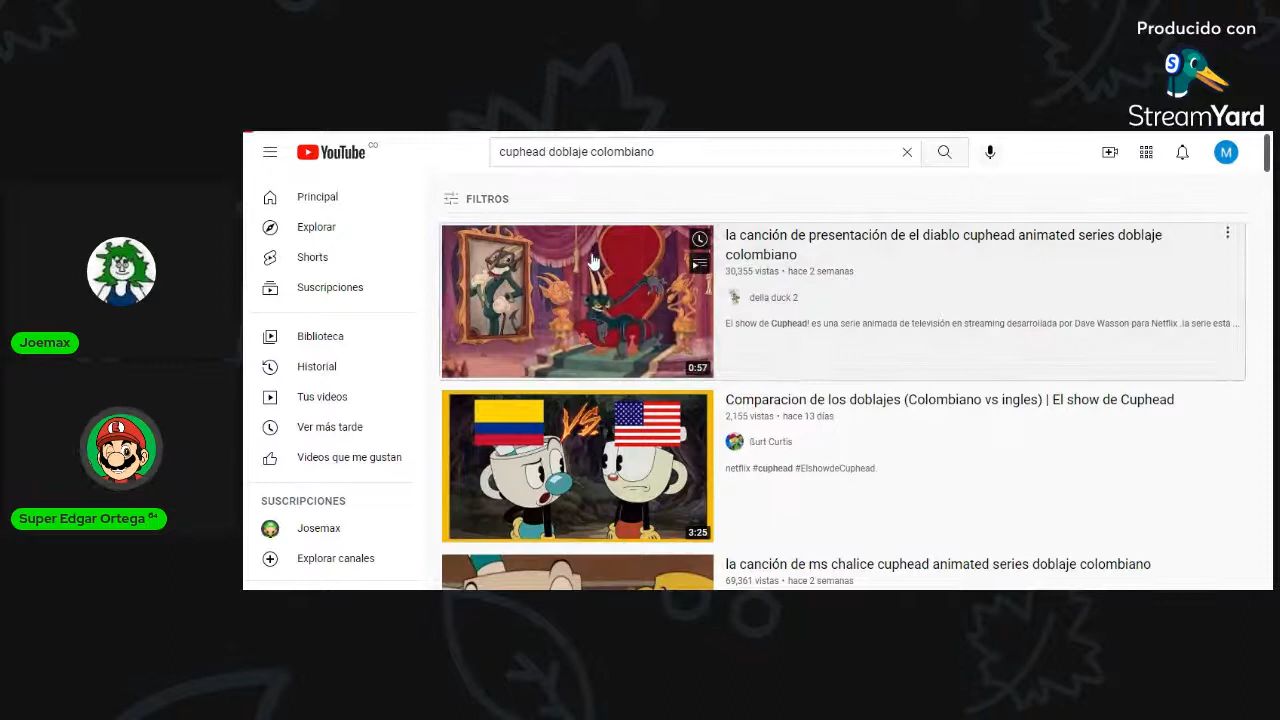 Producido con
StreamYard
YouTube CO
cuphead doblaje colombiano
M
Principal
Explorar
Shorts
Suscripciones
Biblioteca
Historial
Tus videos
Ver más tarde
Videos que me gustan
SUSCRIPCIONES
Josemax
Explorar canales
FILTROS
la canción de presentación de el diablo cuphead animated series doblaje
colombiano
30,355 vistas • hace 2 semanas
della duck 2
El show de Cuphead! es una serie animada de televisión en streaming desarrollada por Dave Wasson para Netflix .la serie está ...
0:57
Comparacion de los doblajes (Colombiano vs ingles) | El show de Cuphead
2,155 vistas • hace 13 días
ßurt Curtis
netflix #cuphead #ElshowdeCuphead.
VS
3:25
la canción de ms chalice cuphead animated series doblaje colombiano
69,361 vistas • hace 2 semanas
Joemax
Super Edgar Ortega ⁶⁴